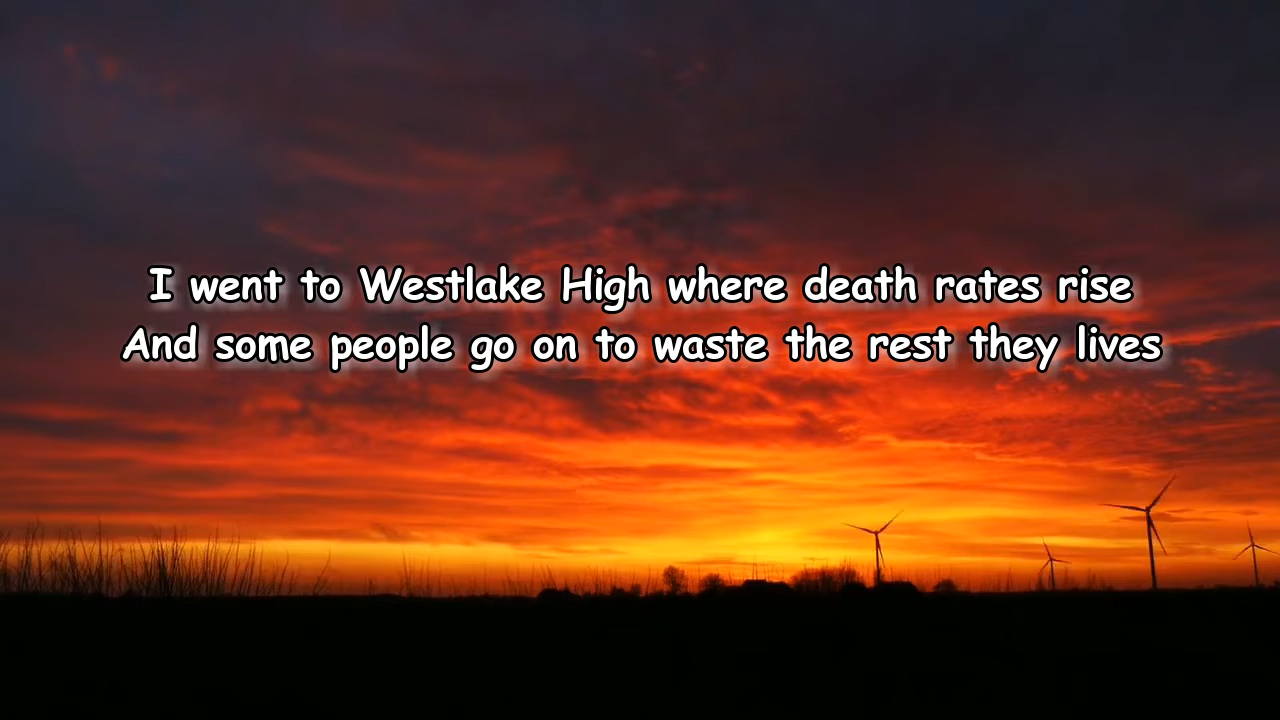 I went to Westlake High where death rates rise
And some people go on to waste the rest they lives